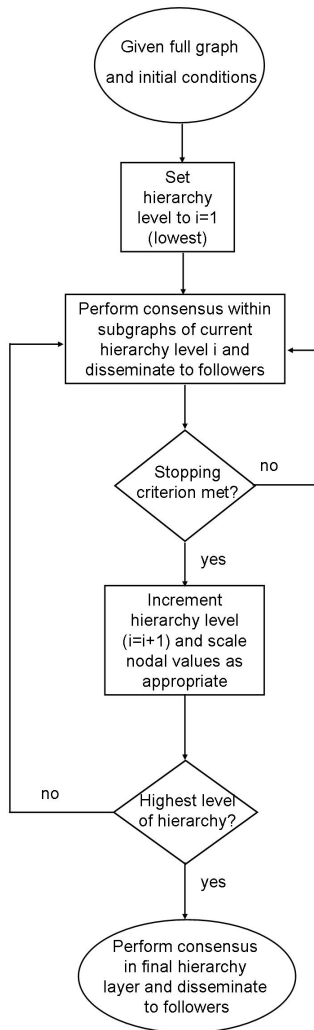 Given full graph
and initial conditions
Set
hierarchy
level to i=1
(lowest)
Perform consensus within
subgraphs of current
hierarchy level i and
disseminate to followers
Stopping
criterion met?
no
yes
Increment
hierarchy level
(i=i+1) and scale
nodal values as
appropriate
Highest level
of hierarchy?
no
yes
Perform consensus
in final hierarchy
layer and disseminate
to followers